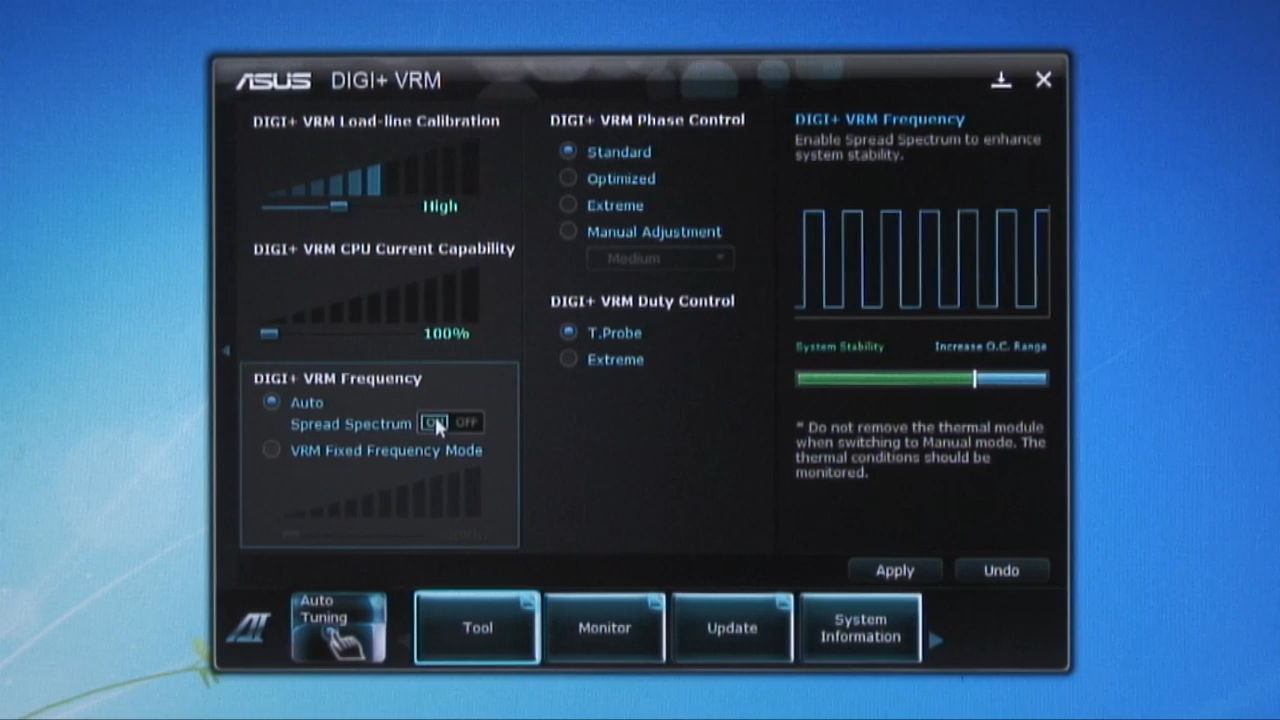 ASUS DIGI+ VRM
DIGI+ VRM Load-line Calibration
High
DIGI+ VRM CPU Current Capability
100%
DIGI+ VRM Frequency
Auto
Spread Spectrum OFF
VRM Fixed Frequency Mode
DIGI+ VRM Phase Control
Standard
Optimized
Extreme
Manual Adjustment
Medium
DIGI+ VRM Duty Control
T.Probe
Extreme
DIGI+ VRM Frequency
Enable Spread Spectrum to enhance
system stability.
System Stability Increase O.C. Range
* Do not remove the thermal module
when switching to Manual mode. The
thermal conditions should be
monitored.
Apply Undo
Auto
Tuning
Tool
Monitor
Update
System
Information